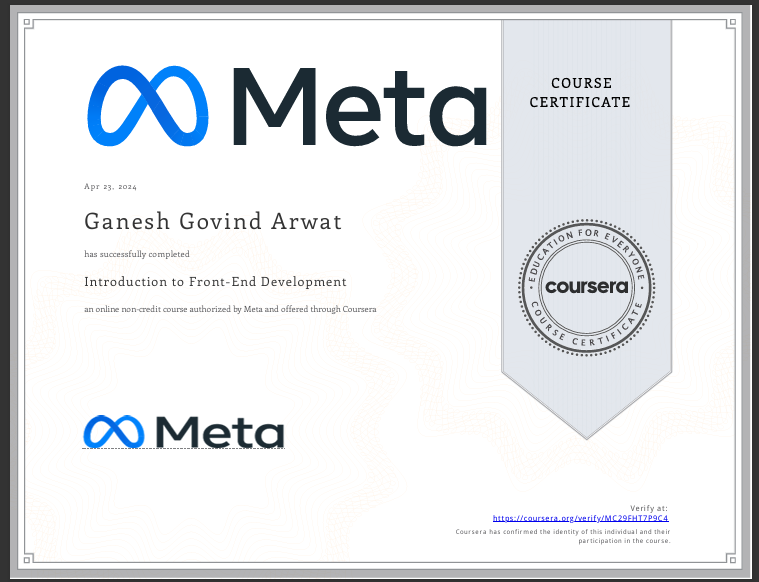 Meta
COURSE
CERTIFICATE
Apr 23, 2024
Ganesh Govind Arwat
has successfully completed
Introduction to Front-End Development
an online non-credit course authorized by Meta and offered through Coursera
EDUCATION FOR EVERYONE
coursera
COURSE CERTIFICATE
Meta
Verify at:
https://coursera.org/verify/MC29FHT7P9C4
Coursera has confirmed the identity of this individual and their
participation in the course.